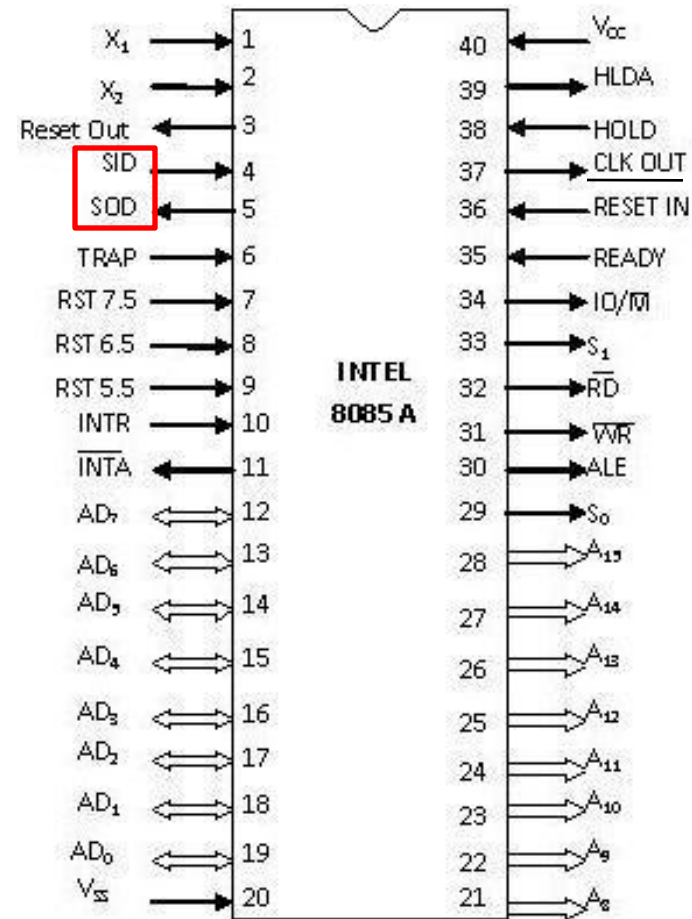 X₁ 1 40 Vcc
X₂ 2 39 HLDA
Reset Out 3 38 HOLD
SID 4 37 CLK OUT
SOD 5 36 RESET IN
TRAP 6 35 READY
RST 7.5 7 34 IO/M̅
RST 6.5 8 33 S₁
RST 5.5 9 32 R̅D̅
INTEL
8085 A
INTR 10 31 W̅R̅
I̅N̅T̅A̅ 11 30 ALE
AD₇ 12 29 S₀
AD₆ 13 28 A₁₅
AD₅ 14 27 A₁₄
AD₄ 15 26 A₁₃
AD₃ 16 25 A₁₂
AD₂ 17 24 A₁₁
AD₁ 18 23 A₁₀
AD₀ 19 22 A₉
Vss 20 21 A₈